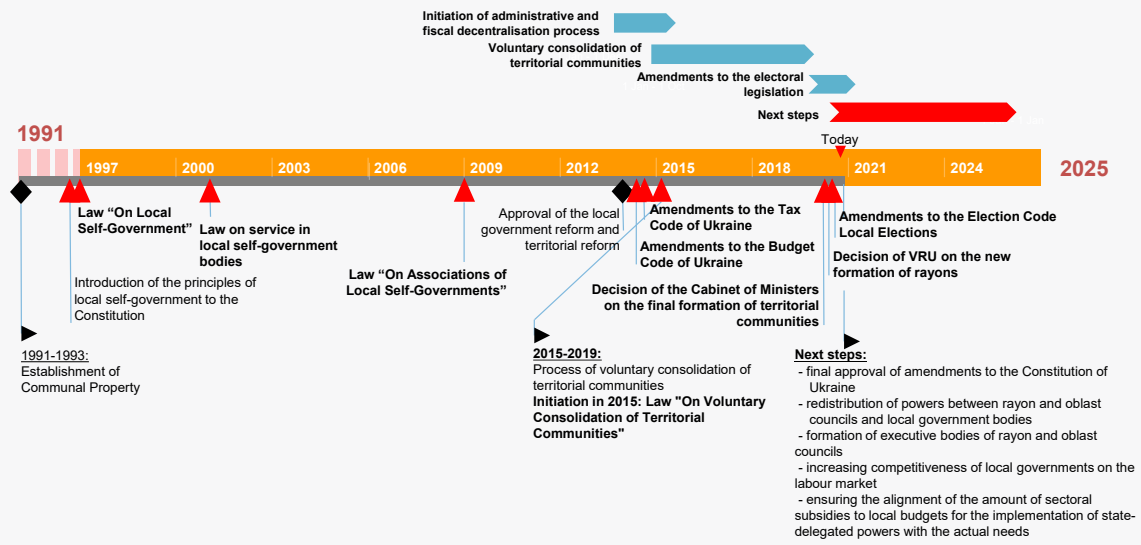 Initiation of administrative and
fiscal decentralisation process
Voluntary consolidation of
territorial communities
Amendments to the electoral
legislation
Next steps
1991
Today
1997
2000
2003
2006
2009
2012
2015
2018
2021
2024
2025
Law “On Local
Self-Government”
Law on service in
local self-government
bodies
Introduction of the principles of
local self-government to the
Constitution
Law “On Associations of
Local Self-Governments”
Approval of the local
government reform and
territorial reform
Amendments to the Tax
Code of Ukraine
Amendments to the Budget
Code of Ukraine
Decision of the Cabinet of Ministers
on the final formation of territorial
communities
Amendments to the Election Code
Local Elections
Decision of VRU on the new
formation of rayons
1991-1993:
Establishment of
Communal Property
2015-2019:
Process of voluntary consolidation of
territorial communities
Initiation in 2015: Law "On Voluntary
Consolidation of Territorial
Communities"
Next steps:
- final approval of amendments to the Constitution of
Ukraine
- redistribution of powers between rayon and oblast
councils and local government bodies
- formation of executive bodies of rayon and oblast
councils
- increasing competitiveness of local governments on the
labour market
- ensuring the alignment of the amount of sectoral
subsidies to local budgets for the implementation of state-
delegated powers with the actual needs